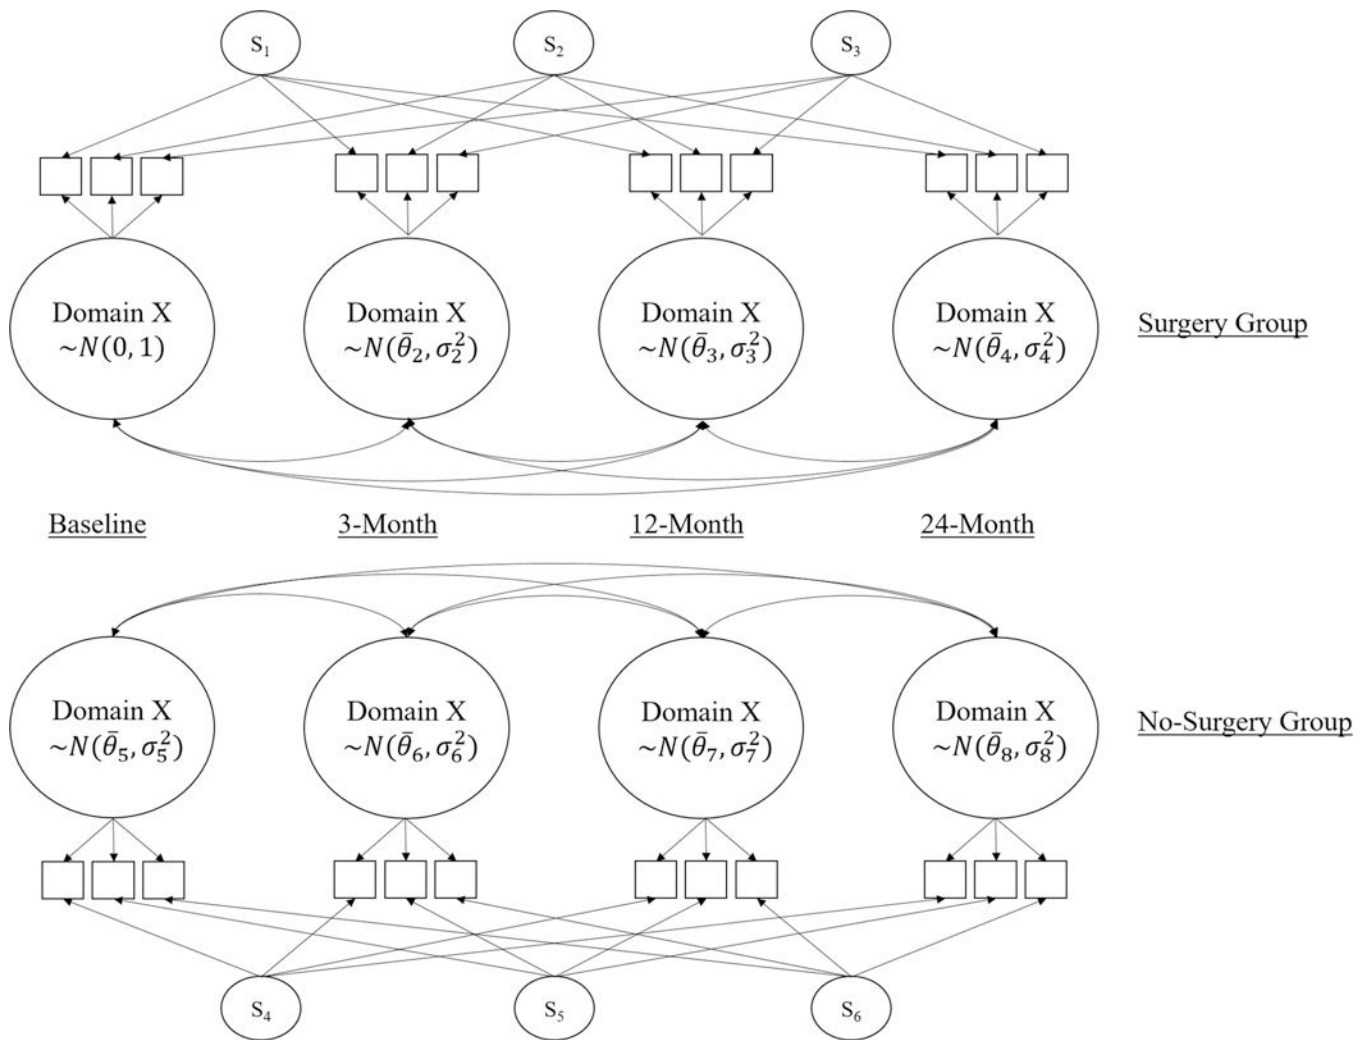 S₁ S₂ S₃
Domain X Domain X Domain X Domain X
~N(0, 1) ~N(θ̄₂, σ₂²) ~N(θ̄₃, σ₃²) ~N(θ̄₄, σ₄²)
Surgery Group
Baseline 3-Month 12-Month 24-Month
Domain X Domain X Domain X Domain X
~N(θ̄₅, σ₅²) ~N(θ̄₆, σ₆²) ~N(θ̄₇, σ₇²) ~N(θ̄₈, σ₈²)
No-Surgery Group
S₄ S₅ S₆